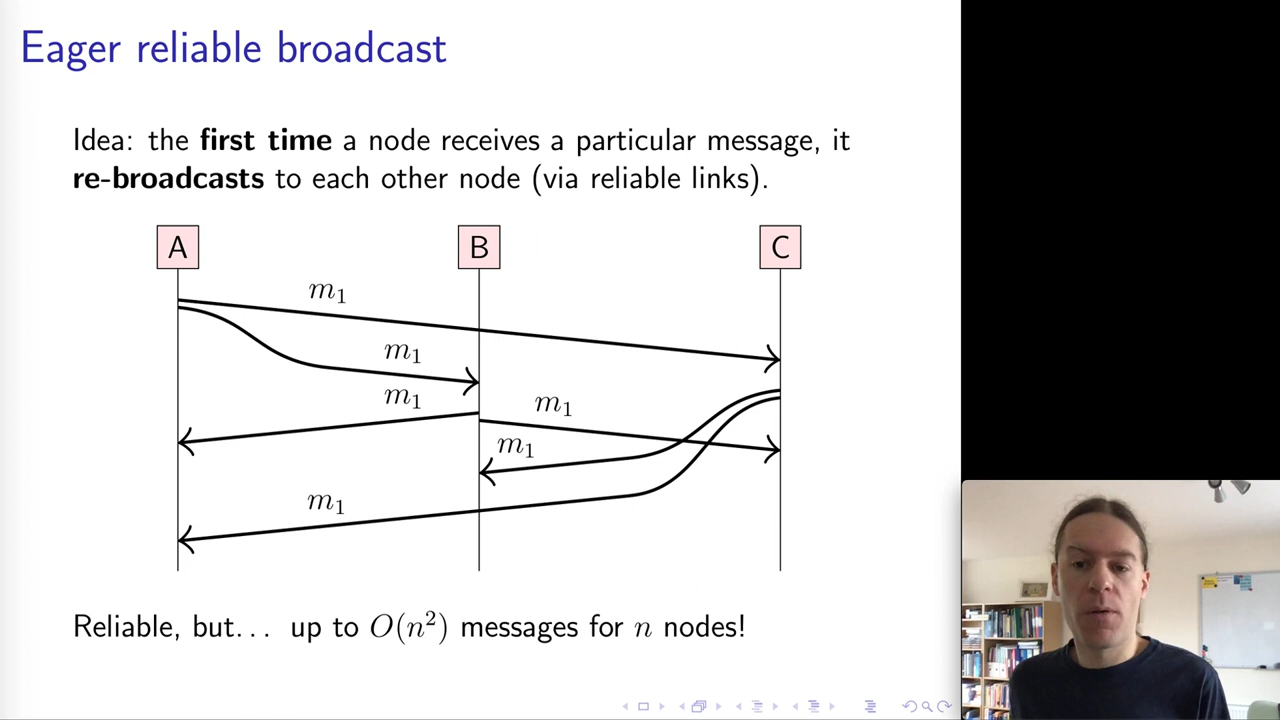 Eager reliable broadcast
Idea: the first time a node receives a particular message, it
re-broadcasts to each other node (via reliable links).
A
B
C
m₁
m₁
m₁
m₁
m₁
m₁
Reliable, but... up to O(n²) messages for n nodes!